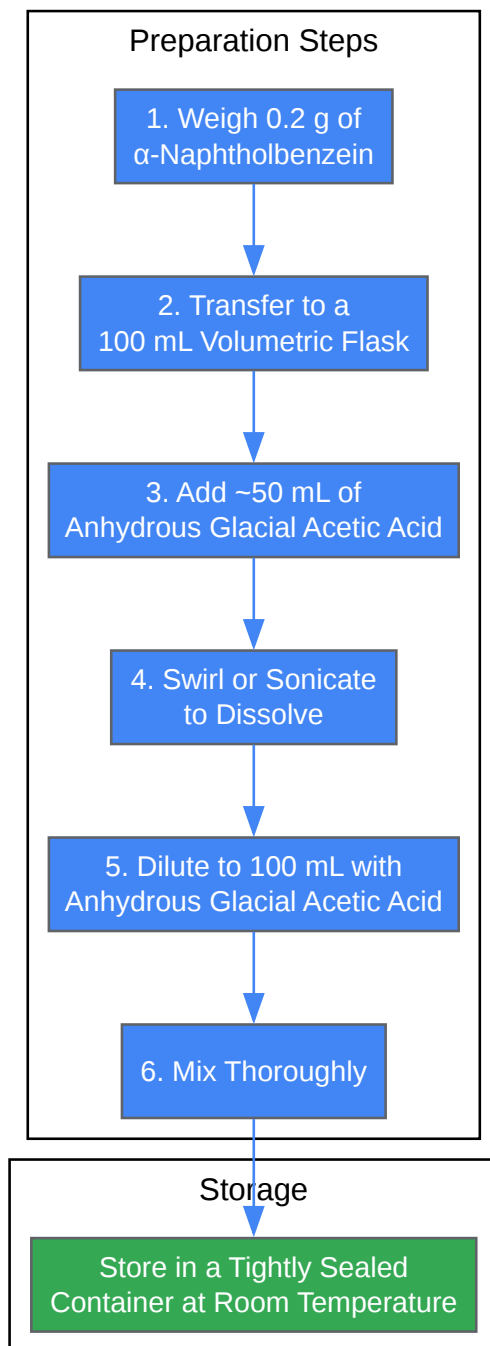 Preparation Steps
1. Weigh 0.2 g of
α-Naphtholbenzein
2. Transfer to a
100 mL Volumetric Flask
3. Add ~50 mL of
Anhydrous Glacial Acetic Acid
4. Swirl or Sonicate
to Dissolve
5. Dilute to 100 mL with
Anhydrous Glacial Acetic Acid
6. Mix Thoroughly
Storage
Store in a Tightly Sealed
Container at Room Temperature